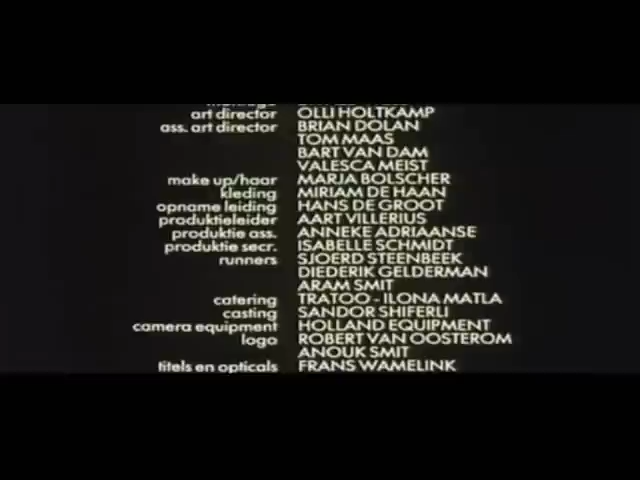 art director OLLI HOLTKAMP
ass. art director BRIAN DOLAN
TOM MAAS
BART VAN DAM
VALESCA MEIST
make up/haar MARJA BOLSCHER
kleding MIRJAM DE HAAN
opname leiding HANS DE GROOT
produktieleider AART VILLERIUS
produktie ass. ANNEKE ADRIAANSE
produktie secr. ISABELLE SCHMIDT
runners SJOERD STEENBEEK
DIEDERIK GELDERMAN
ARAM SMIT
catering TRATOO - ILONA MATLA
casting SANDOR SHIFERLI
camera equipment HOLLAND EQUIPMENT
logo ROBERT VAN OOSTEROM
ANOUK SMIT
titels en opticals FRANS WAMELINK